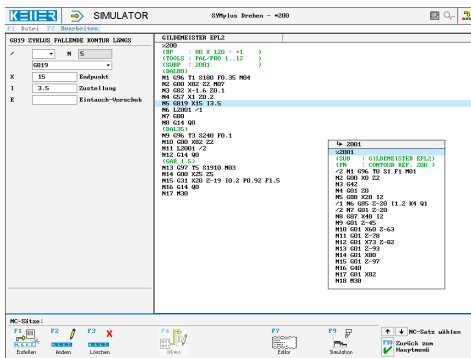 KELLER SIMULATOR SYMplus Drehen - %200
F1 Datei F2 Bearbeiten
G819 ZYKLUS FALLENDE KONTUR LÄNGS
/ N 5
G819
X 15 Endpunkt
I 3.5 Zustellung
E Eintauch-Vorschub
GILDEMEISTER EPL2
%200
(RP : 80 X 120 - +1 )
(TOOLS : PAL/PRO 1..12 )
(SUBP : 2001 )
(DAL80)
N1 G96 T1 S180 F0.35 M04
N2 G00 X82 Z2 M07
N3 G82 X-1.6 Z0.1
N4 G57 X1 Z0.2
N5 G819 X15 I3.5
N6 L2001 /1
N7 G80
N8 G14 Q0
(DAL35)
N9 G96 T3 S240 F0.1
N10 G00 X82 Z2
N11 L2001 /2
N12 G14 Q0
(GAR_1.5)
N13 G97 T5 S1910 M03
N14 G00 X25 Z5
N15 G31 X20 Z-19 I0.2 P0.92 F1.5
N16 G14 Q0
N17 M30
2001
%2001
(SUB : GILDEMEISTER EPL2)
(FN : CONTOUR REF. 200 )
/2 N1 G96 T0 S1 F1 M01
N2 G00 X0 Z2
N3 G42
N4 G01 Z0
N5 G00 X20 I2
/1 N6 G85 Z-20 I1.2 K4 Q1
/2 N7 G01 Z-20
N8 G87 X40 I2
N9 G01 Z-45
N10 G01 X60 Z-63
N11 G01 Z-78
N12 G01 X73 Z-82
N13 G01 Z-93
N14 G01 X80
N15 G01 Z-97
N16 G40
N17 G01 X82
N18 M30
NC-Sätze:
F1 Erstellen
F2 Ändern
F3 Löschen
F4
F7 Editor
F9 Simulation
NC-Satz wählen
F10 Zurück zum Hauptmenü